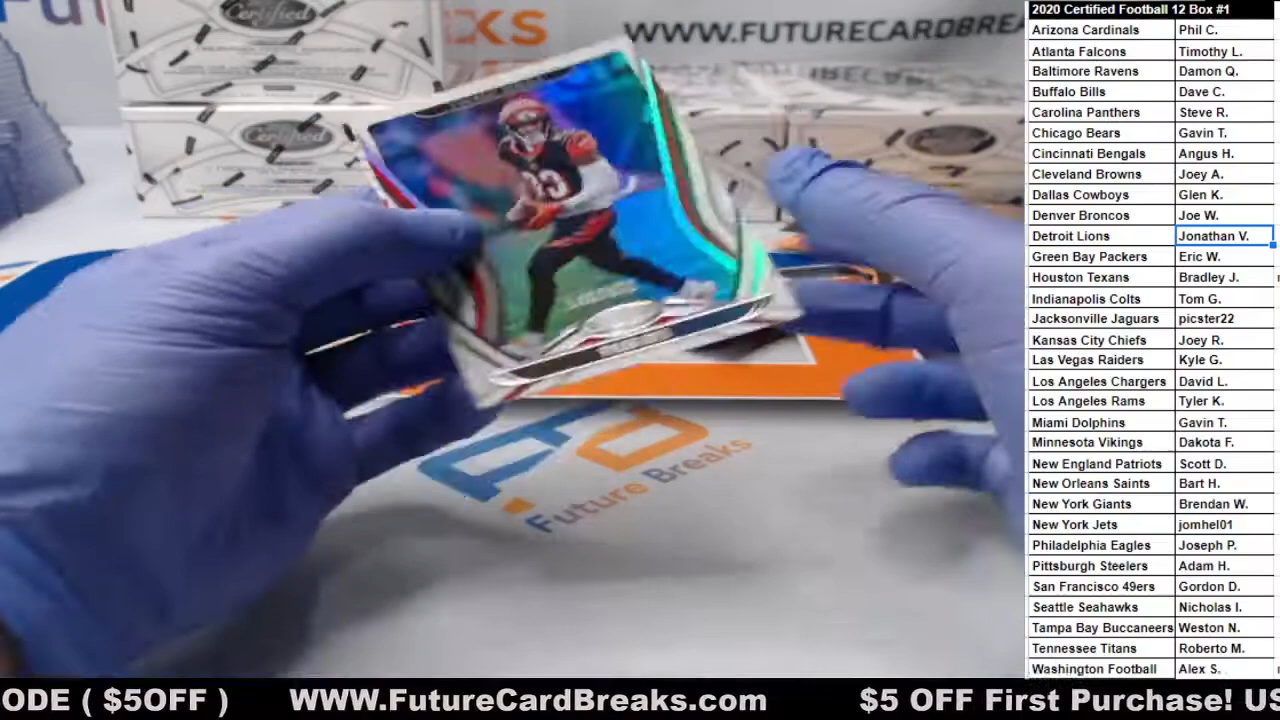 2020 Certified Football 12 Box #1
Arizona Cardinals Phil C.
Atlanta Falcons Timothy L.
Baltimore Ravens Damon Q.
Buffalo Bills Dave C.
Carolina Panthers Steve R.
Chicago Bears Gavin T.
Cincinnati Bengals Angus H.
Cleveland Browns Joey A.
Dallas Cowboys Glen K.
Denver Broncos Joe W.
Detroit Lions Jonathan V.
Green Bay Packers Eric W.
Houston Texans Bradley J.
Indianapolis Colts Tom G.
Jacksonville Jaguars picster22
Kansas City Chiefs Joey R.
Las Vegas Raiders Kyle G.
Los Angeles Chargers David L.
Los Angeles Rams Tyler K.
Miami Dolphins Gavin T.
Minnesota Vikings Dakota F.
New England Patriots Scott D.
New Orleans Saints Bart H.
New York Giants Brendan W.
New York Jets jomhel01
Philadelphia Eagles Joseph P.
Pittsburgh Steelers Adam H.
San Francisco 49ers Gordon D.
Seattle Seahawks Nicholas I.
Tampa Bay Buccaneers Weston N.
Tennessee Titans Roberto M.
Washington Football Alex S.
Certified
KS
WWW.FUTURECARDBREA
Certified
Future Breaks
ODE ( $5OFF ) WWW.FutureCardBreaks.com $5 OFF First Purchase! US